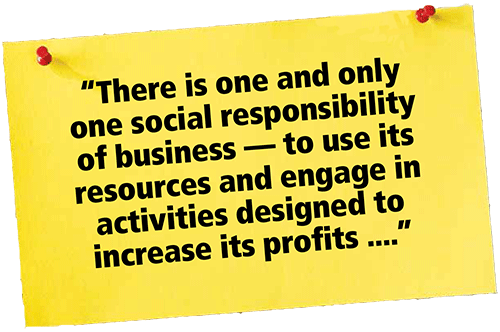 “There is one and only
one social responsibility
of business — to use its
resources and engage in
activities designed to
increase its profits ....”